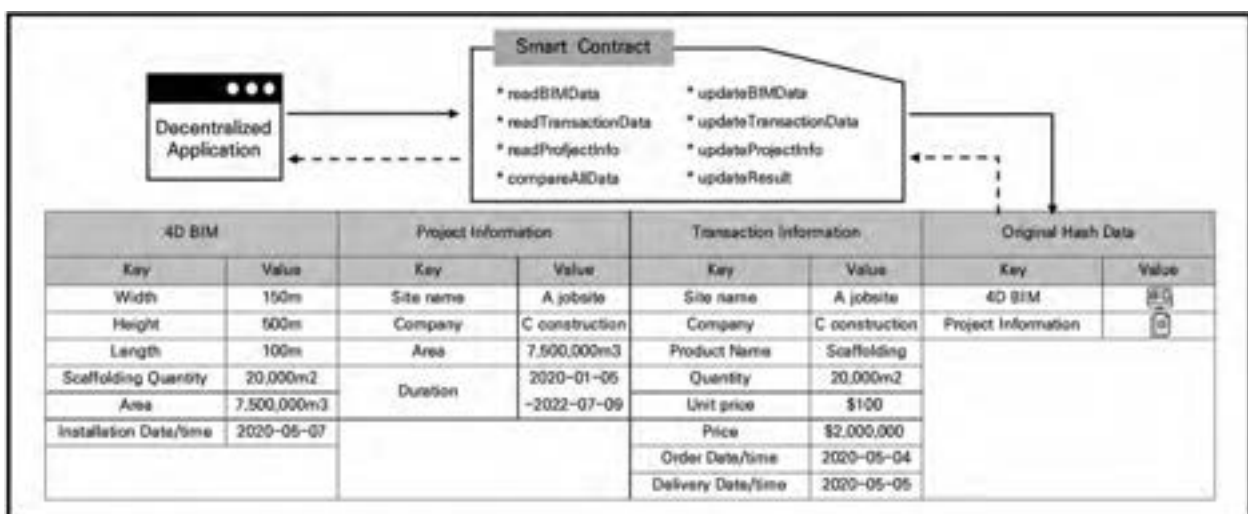 Smart Contract
Decentralized
Application
* readBIMData * updateBIMData
* readTransactionData * updateTransactionData
* readProfjectInfo * updateProjectInfo
* compareAllData * updateResult
4D BIM Project Information Transaction Information Original Hash Data
Key Value Key Value Key Value Key Value
Width 150m Site name A jobsite Site name A jobsite 4D BIM
Height 500m Company C construction Company C construction Project Information
Length 100m Area 7,500,000m3 Product Name Scaffolding
Scaffolding Quantity 20,000m2 Duration 2020-01-05 Quantity 20,000m2
Area 7,500,000m3 -2022-07-09 Unit price $100
Installation Date/time 2020-05-07 Price $2,000,000
Order Date/time 2020-05-04
Delivery Date/time 2020-05-05